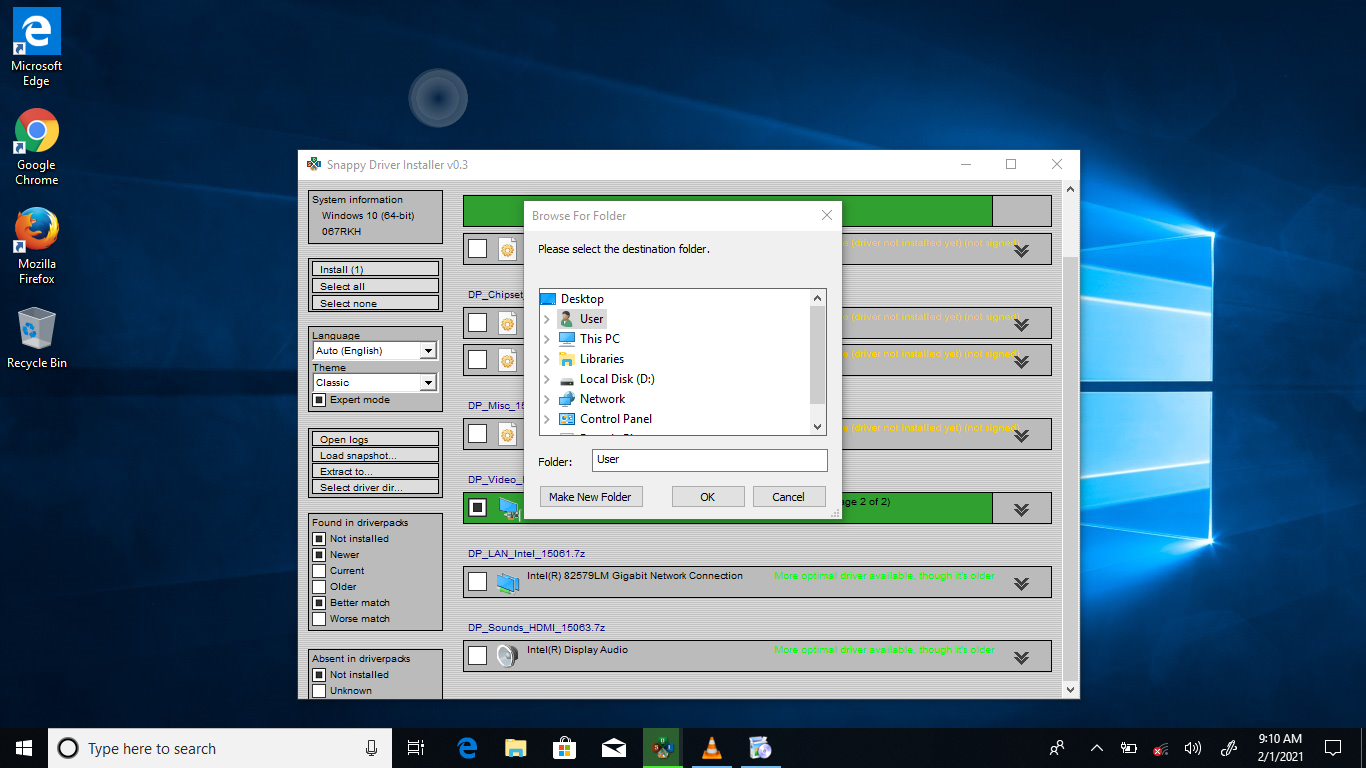 Microsoft
Edge
Google
Chrome
Mozilla
Firefox
Recycle Bin
Snappy Driver Installer v0.3
System information
Windows 10 (64-bit)
067RKH
Install (1)
Select all
Select none
Language
Auto (English)
Theme
Classic
Expert mode
Open logs
Load snapshot...
Extract to...
Select driver dir...
Found in driverpacks
Not installed
Newer
Current
Older
Better match
Worse match
Absent in driverpacks
Not installed
Unknown
(driver not installed yet) (not signed)
DP_Chipset
(driver not installed yet) (not signed)
(driver not installed yet) (not signed)
DP_Misc_15
(driver not installed yet) (not signed)
DP_Video_
age 2 of 2)
DP_LAN_Intel_15061.7z
Intel(R) 82579LM Gigabit Network Connection
More optimal driver available, though it's older
DP_Sounds_HDMI_15063.7z
Intel(R) Display Audio
More optimal driver available, though it's older
Browse For Folder
Please select the destination folder.
Desktop
User
This PC
Libraries
Local Disk (D:)
Network
Control Panel
Folder:
User
Make New Folder
OK
Cancel
Type here to search
9:10 AM
2/1/2021